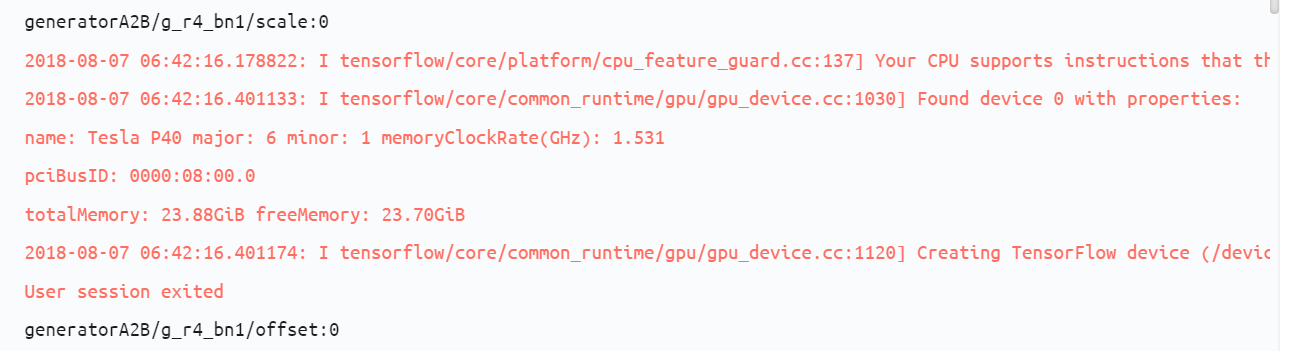 generatorA2B/g_r4_bn1/scale:0
2018-08-07 06:42:16.178822: I tensorflow/core/platform/cpu_feature_guard.cc:137] Your CPU supports instructions that th
2018-08-07 06:42:16.401133: I tensorflow/core/common_runtime/gpu/gpu_device.cc:1030] Found device 0 with properties:
name: Tesla P40 major: 6 minor: 1 memoryClockRate(GHz): 1.531
pciBusID: 0000:08:00.0
totalMemory: 23.88GiB freeMemory: 23.70GiB
2018-08-07 06:42:16.401174: I tensorflow/core/common_runtime/gpu/gpu_device.cc:1120] Creating TensorFlow device (/devic
User session exited
generatorA2B/g_r4_bn1/offset:0